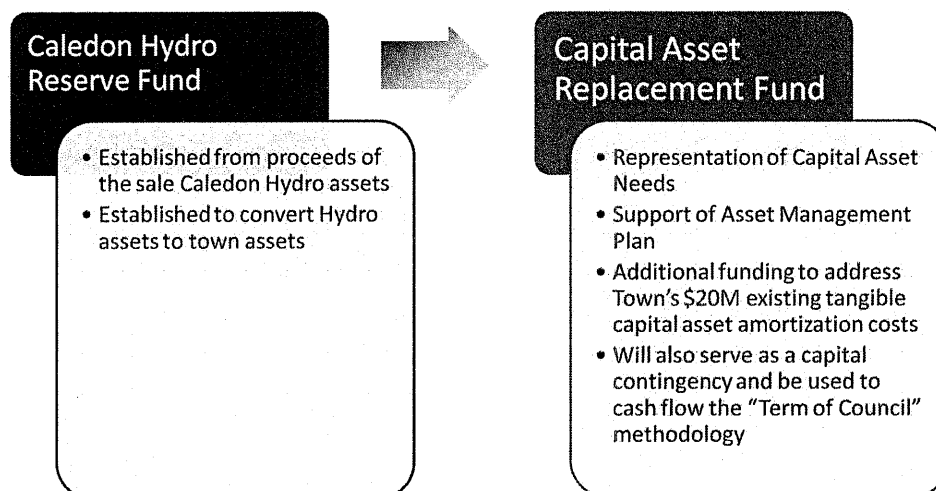 Caledon Hydro
Reserve Fund
• Established from proceeds of
the sale Caledon Hydro assets
• Established to convert Hydro
assets to town assets
Capital Asset
Replacement Fund
• Representation of Capital Asset
Needs
• Support of Asset Management
Plan
• Additional funding to address
Town's $20M existing tangible
capital asset amortization costs
• Will also serve as a capital
contingency and be used to
cash flow the "Term of Council"
methodology